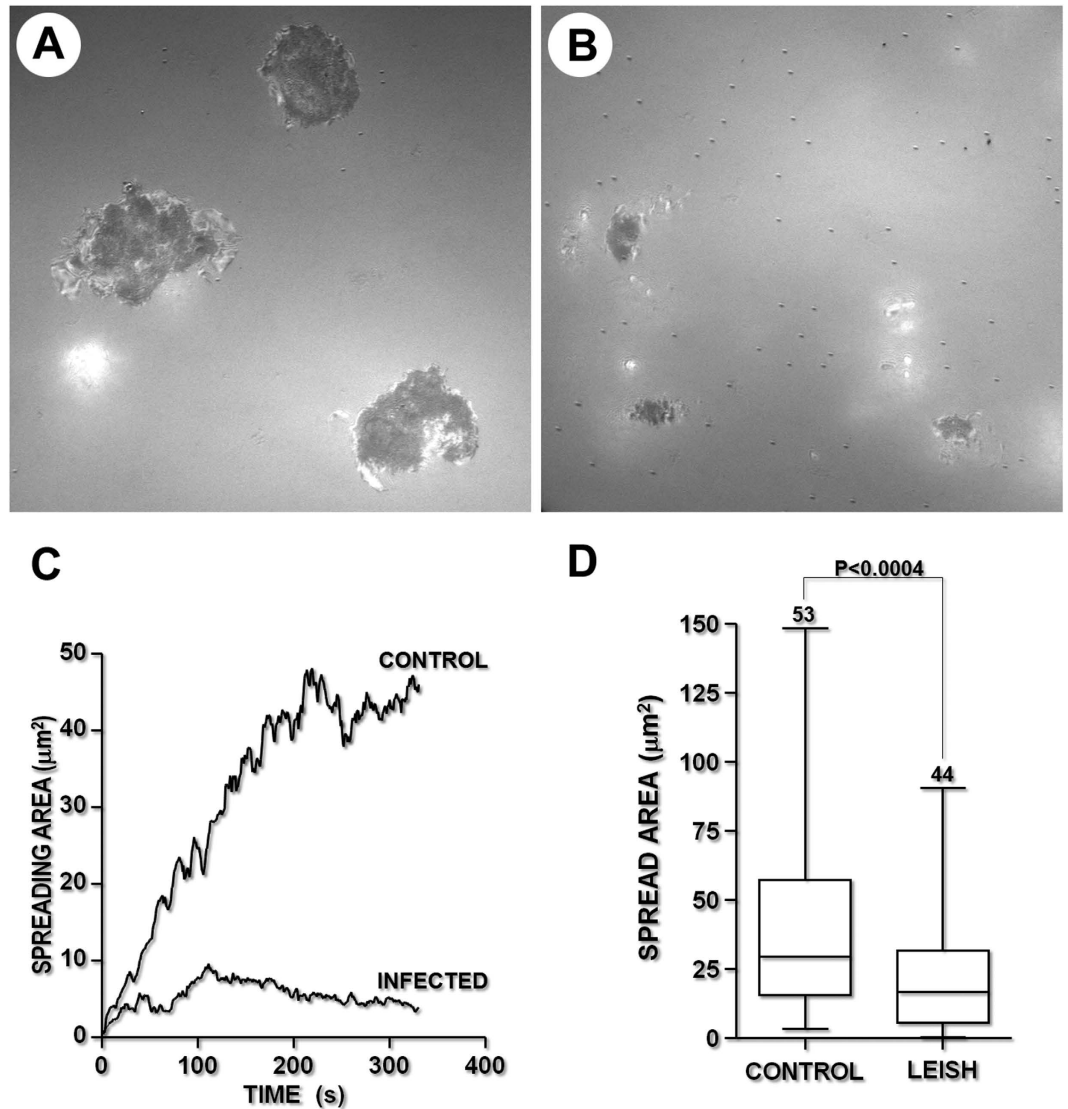 A
B
C
SPREADING AREA (μm²)
50
40
30
20
10
0
CONTROL
INFECTED
0 100 200 300 400
TIME (s)
D
P<0.0004
53
44
SPREAD AREA (μm²)
150
125
100
75
50
25
0
CONTROL LEISH